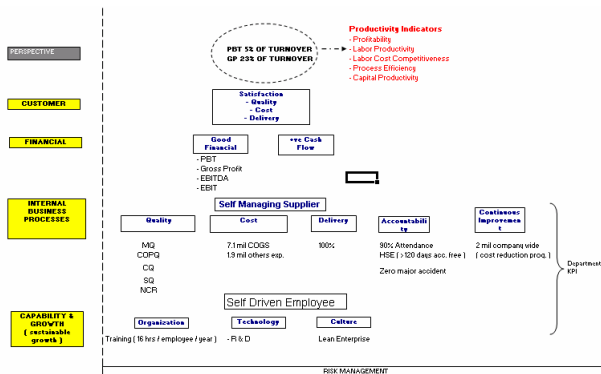 Productivity Indicators
- Profitability
- Labor Productivity
- Labor Cost Competitiveness
- Process Efficiency
- Capital Productivity
PBT 5% OF TURNOVER
GP 23% OF TURNOVER
PERSPECTIVE
CUSTOMER
Satisfaction
- Quality
- Cost
- Delivery
FINANCIAL
Good
Financial
+ve Cash
Flow
- PBT
- Gross Profit
- EBITDA
- EBIT
INTERNAL
BUSINESS
PROCESSES
Self Managing Supplier
Quality
Cost
Delivery
Accountabili
ty
Continuous
Improvemen
t
MQ
COPQ
CQ
SQ
NCR
7.1 mil COGS
1.9 mil others exp.
100%
90% Attendance
HSE ( >120 days acc. free )
Zero major accident
2 mil company wide
( cost reduction prog. )
Department
KPI
Self Driven Employee
CAPABILITY &
GROWTH
( sustainable
growth )
Organization
Technology
Culture
Training ( 16 hrs / employee / year )
- R & D
Lean Enterprise
RISK MANAGEMENT